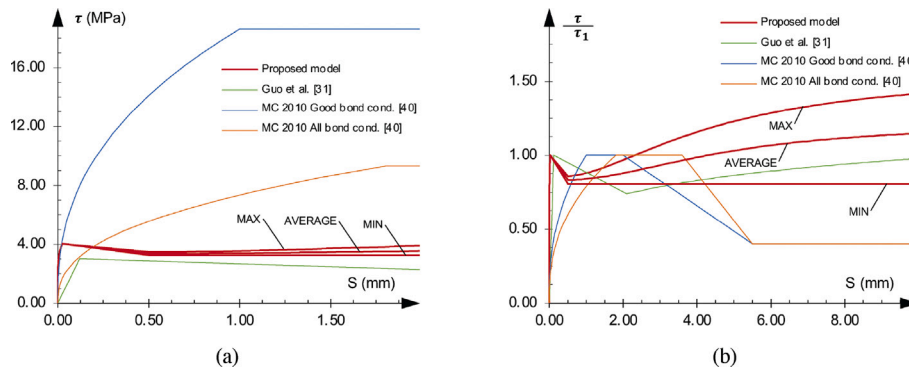 τ (MPa)
16.00
12.00
8.00
4.00
0.00
0.00
0.50
1.00
1.50
S (mm)
Proposed model
Guo et al. [31]
MC 2010 Good bond cond. [40]
MC 2010 All bond cond. [40]
MAX
AVERAGE
MIN
(a)
τ
τ1
1.50
1.00
0.50
0.00
0.00
2.00
4.00
6.00
8.00
S (mm)
Proposed model
Guo et al. [31]
MC 2010 Good bond cond. [40
MC 2010 All bond cond. [40]
MAX
AVERAGE
MIN
(b)